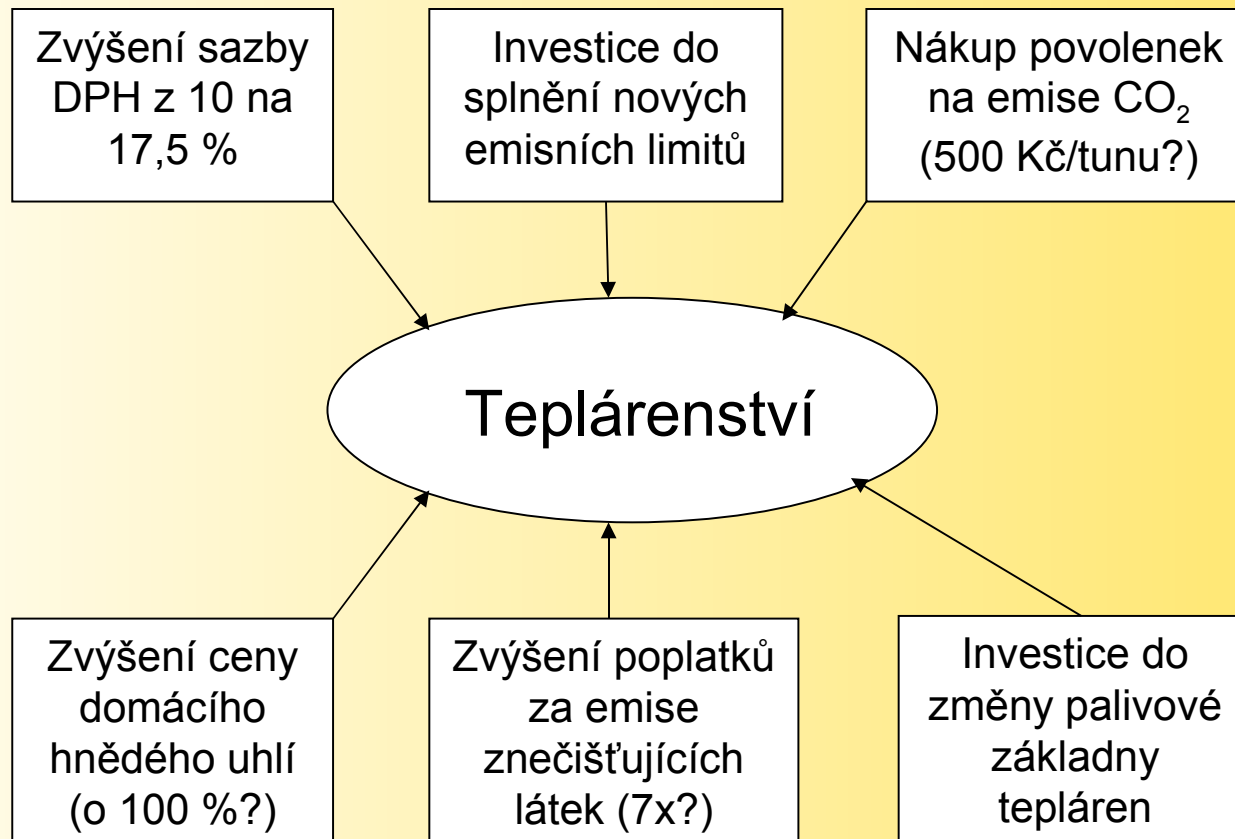 Zvýšení sazby
DPH z 10 na
17,5 %
Investice do
splnění nových
emisních limitů
Nákup povolenek
na emise CO₂
(500 Kč/tunu?)
Teplárenství
Zvýšení ceny
domácího
hnědého uhlí
(o 100 %?)
Zvýšení poplatků
za emise
znečišťujících
látek (7x?)
Investice do
změny palivové
základny
tepláren